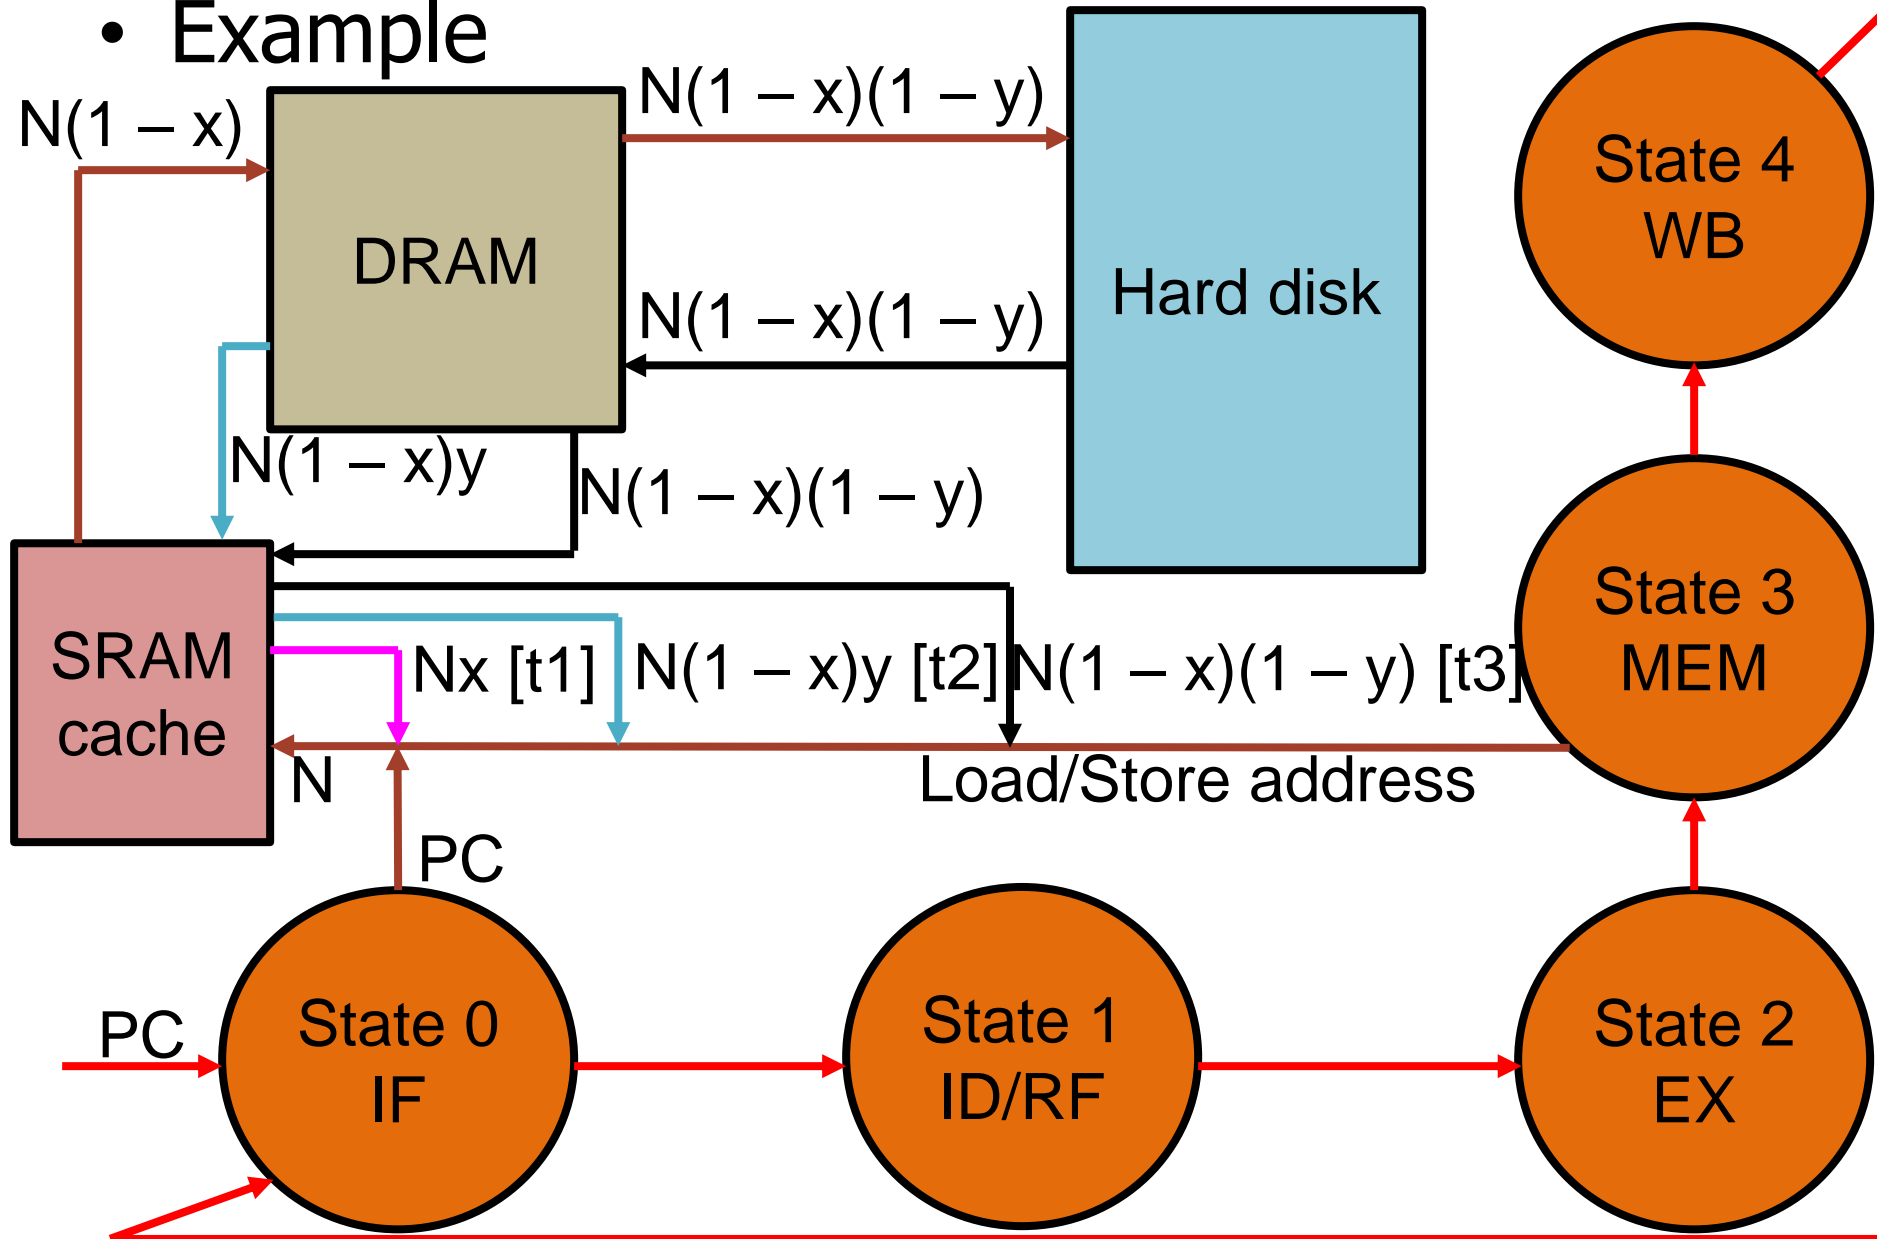 • Example
N(1 – x)
N(1 – x)(1 – y)
DRAM
Hard disk
State 4
WB
N(1 – x)(1 – y)
N(1 – x)y
N(1 – x)(1 – y)
SRAM
cache
Nx [t1]
N(1 – x)y [t2]
N(1 – x)(1 – y) [t3]
State 3
MEM
N
Load/Store address
PC
PC
State 0
IF
State 1
ID/RF
State 2
EX